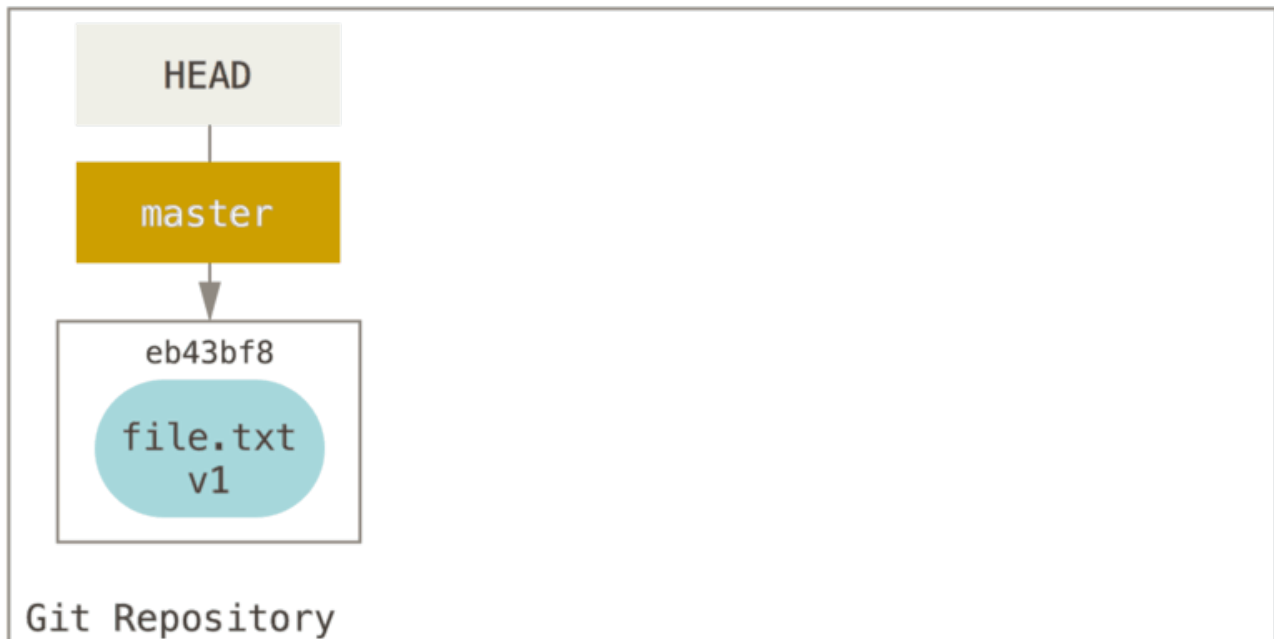 HEAD
master
eb43bf8
file.txt
v1
Git Repository